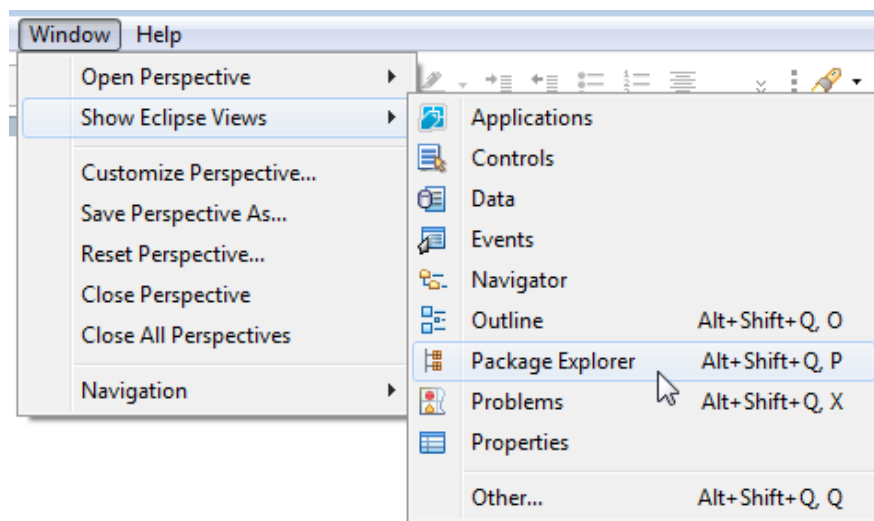 Window Help
Open Perspective
Show Eclipse Views
Customize Perspective...
Save Perspective As...
Reset Perspective...
Close Perspective
Close All Perspectives
Navigation
Applications
Controls
Data
Events
Navigator
Outline Alt+Shift+Q, O
Package Explorer Alt+Shift+Q, P
Problems Alt+Shift+Q, X
Properties
Other... Alt+Shift+Q, Q